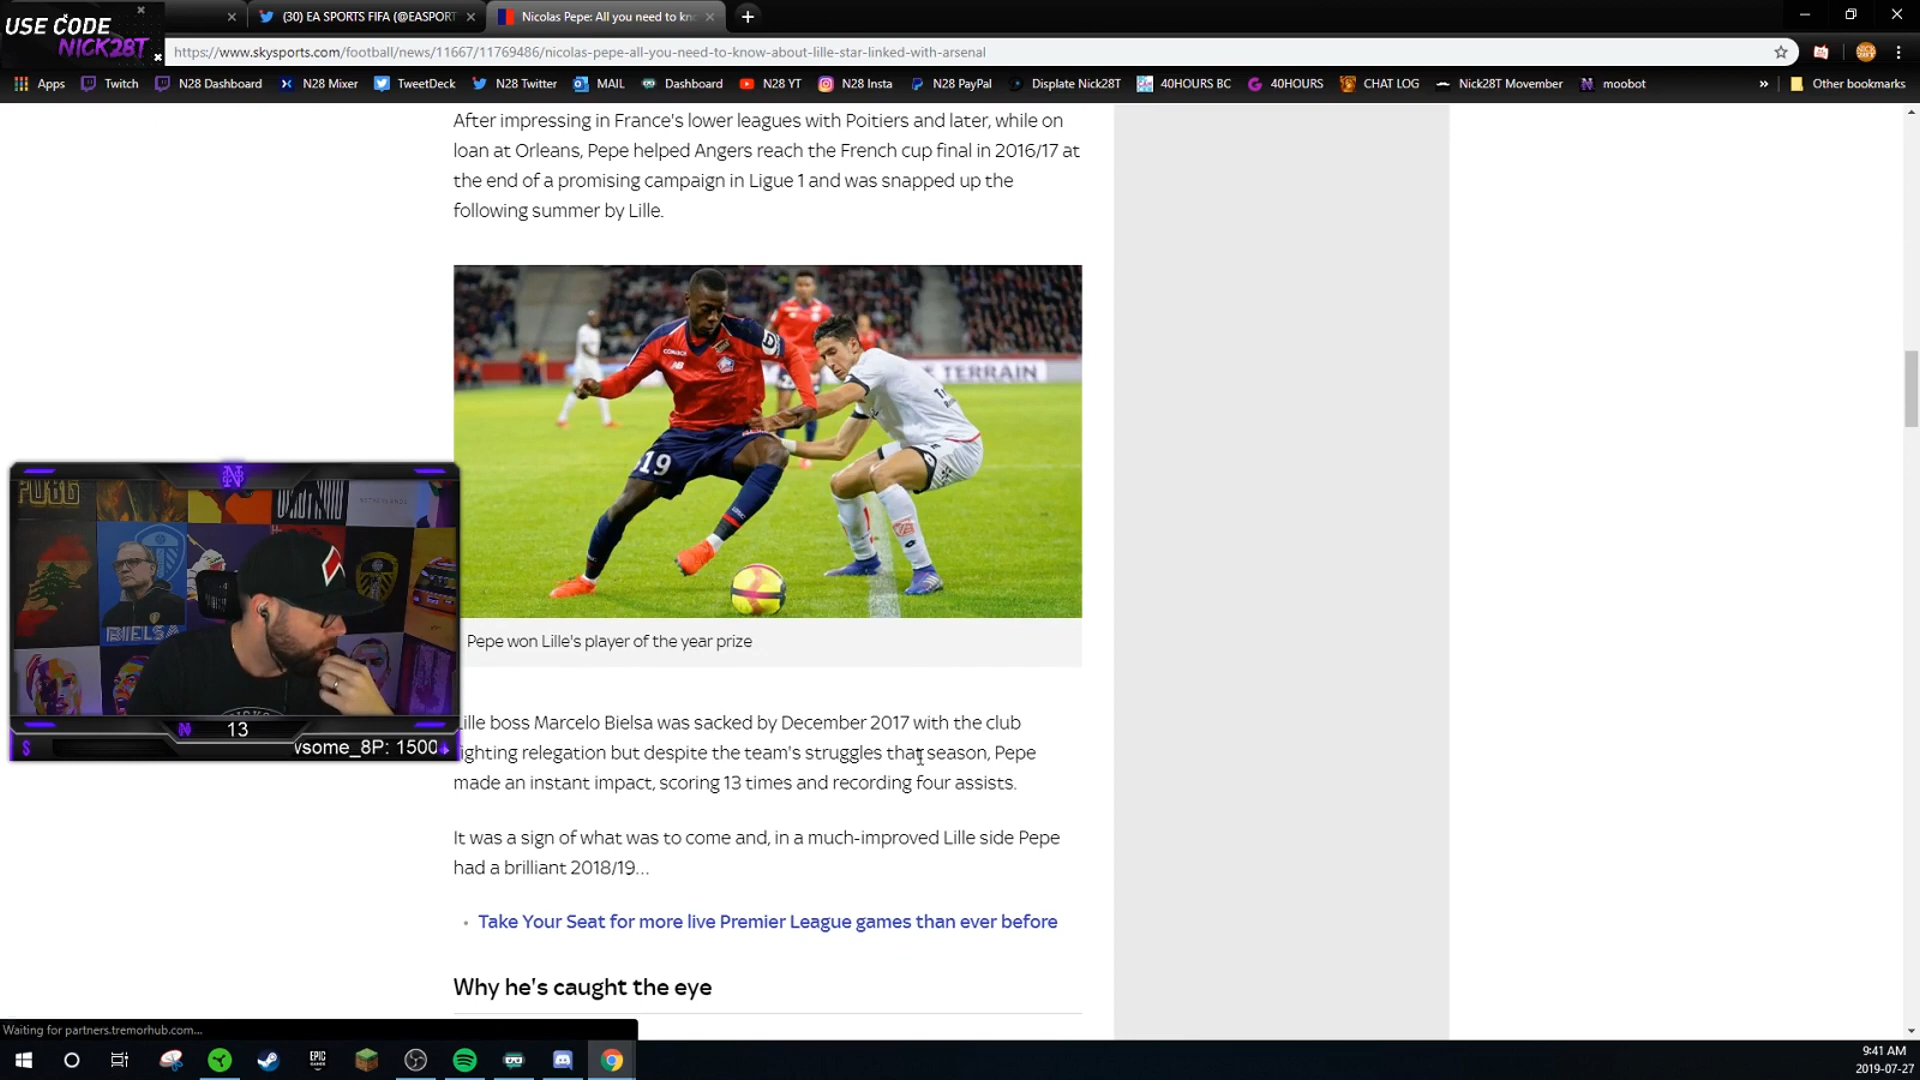 USE CODE
NICK28T
(30) EA SPORTS FIFA (@EASPORT
Nicolas Pepe: All you need to kn
https://www.skysports.com/football/news/11667/11769486/nicolas-pepe-all-you-need-to-know-about-lille-star-linked-with-arsenal
Apps Twitch N28 Dashboard N28 Mixer TweetDeck N28 Twitter MAIL Dashboard N28 YT N28 Insta N28 PayPal Displate Nick28T 40HOURS BC 40HOURS CHAT LOG Nick28T Movember moobot » Other bookmarks
After impressing in France's lower leagues with Poitiers and later, while on
loan at Orleans, Pepe helped Angers reach the French cup final in 2016/17 at
the end of a promising campaign in Ligue 1 and was snapped up the
following summer by Lille.
TERRAIN
19
BIELSA
Pepe won Lille's player of the year prize
13
wsome_8P: 1500
ille boss Marcelo Bielsa was sacked by December 2017 with the club
ighting relegation but despite the team's struggles that season, Pepe
made an instant impact, scoring 13 times and recording four assists.
It was a sign of what was to come and, in a much-improved Lille side Pepe
had a brilliant 2018/19...
• Take Your Seat for more live Premier League games than ever before
Why he's caught the eye
Waiting for partners.tremorhub.com...
EPIC
9:41 AM
2019-07-27